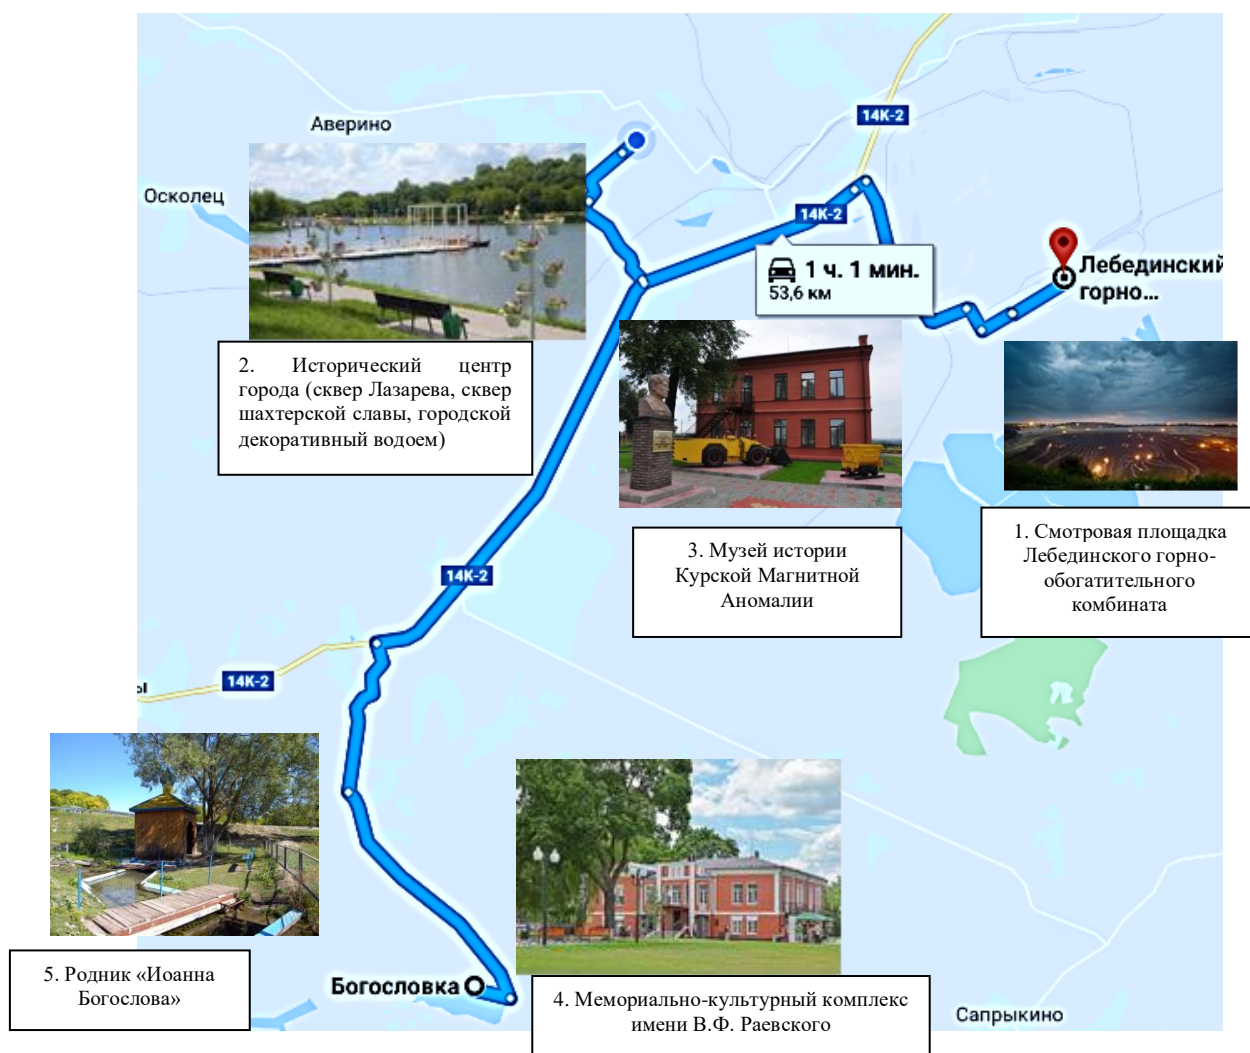 14К-2
Аверино
Осколец
14К-2
1 ч. 1 мин.
53,6 км
Лебединский
горно...
2. Исторический центр
города (сквер Лазарева, сквер
шахтерской славы, городской
декоративный водоем)
3. Музей истории
Курской Магнитной
Аномалии
1. Смотровая площадка
Лебединского горно-
обогатительного
комбината
14К-2
14К-2
ы
5. Родник «Иоанна
Богослова»
Богословка
4. Мемориально-культурный комплекс
имени В.Ф. Раевского
Сапрыкино